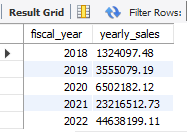 Result Grid Filter Rows:
fiscal_year yearly_sales
2018 1324097.48
2019 3555079.19
2020 6502182.12
2021 23216512.73
2022 44638199.11